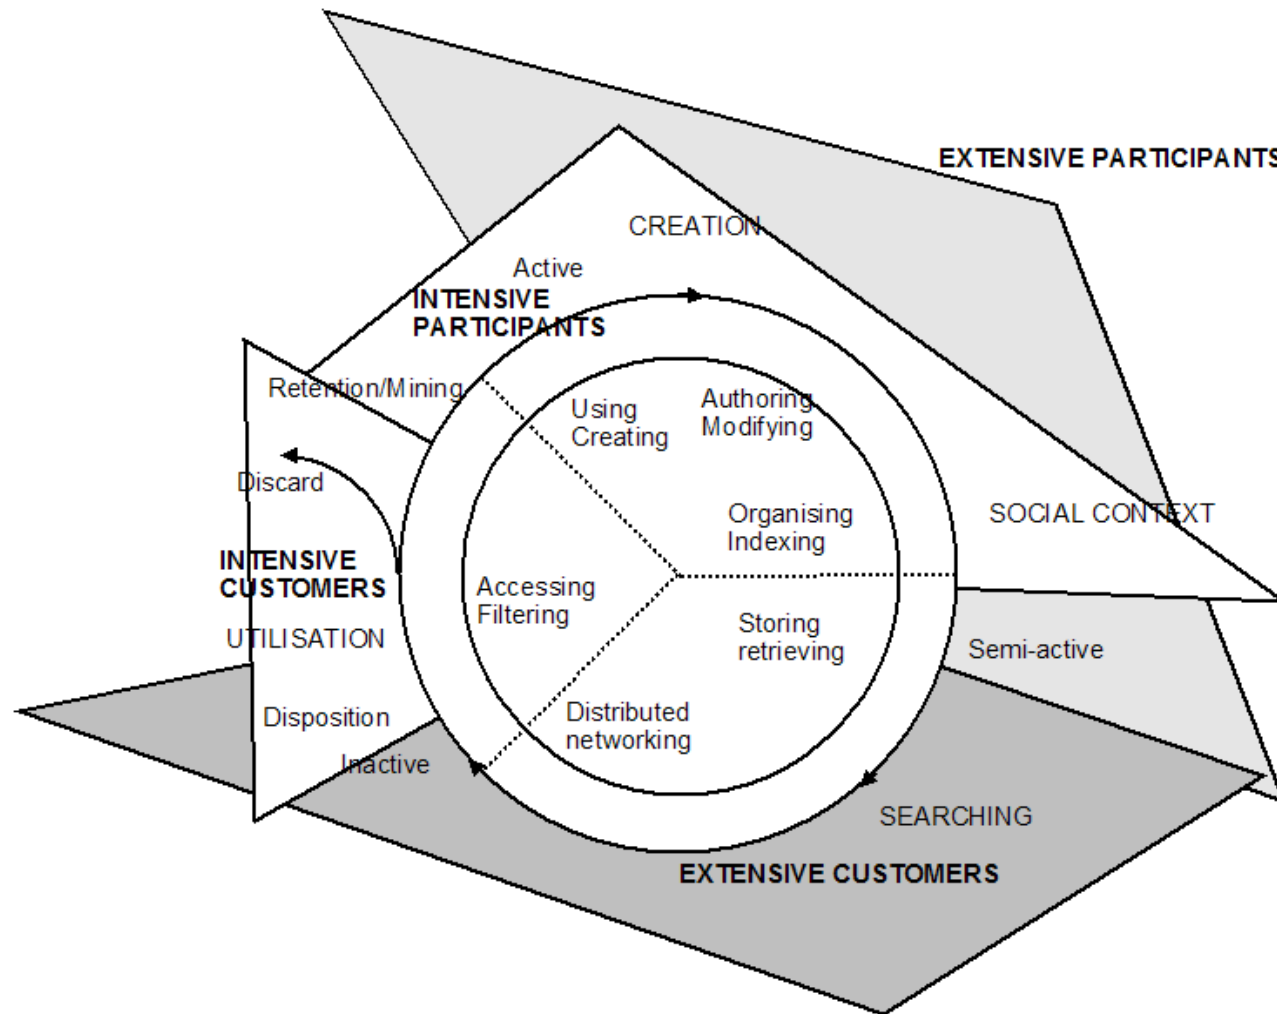 EXTENSIVE PARTICIPANTS
CREATION
Active
INTENSIVE
PARTICIPANTS
Retention/Mining
Using
Creating
Authoring
Modifying
Discard
Organising
Indexing
SOCIAL CONTEXT
INTENSIVE
CUSTOMERS
Accessing
Filtering
Storing
retrieving
UTILISATION
Semi-active
Disposition
Distributed
networking
Inactive
SEARCHING
EXTENSIVE CUSTOMERS